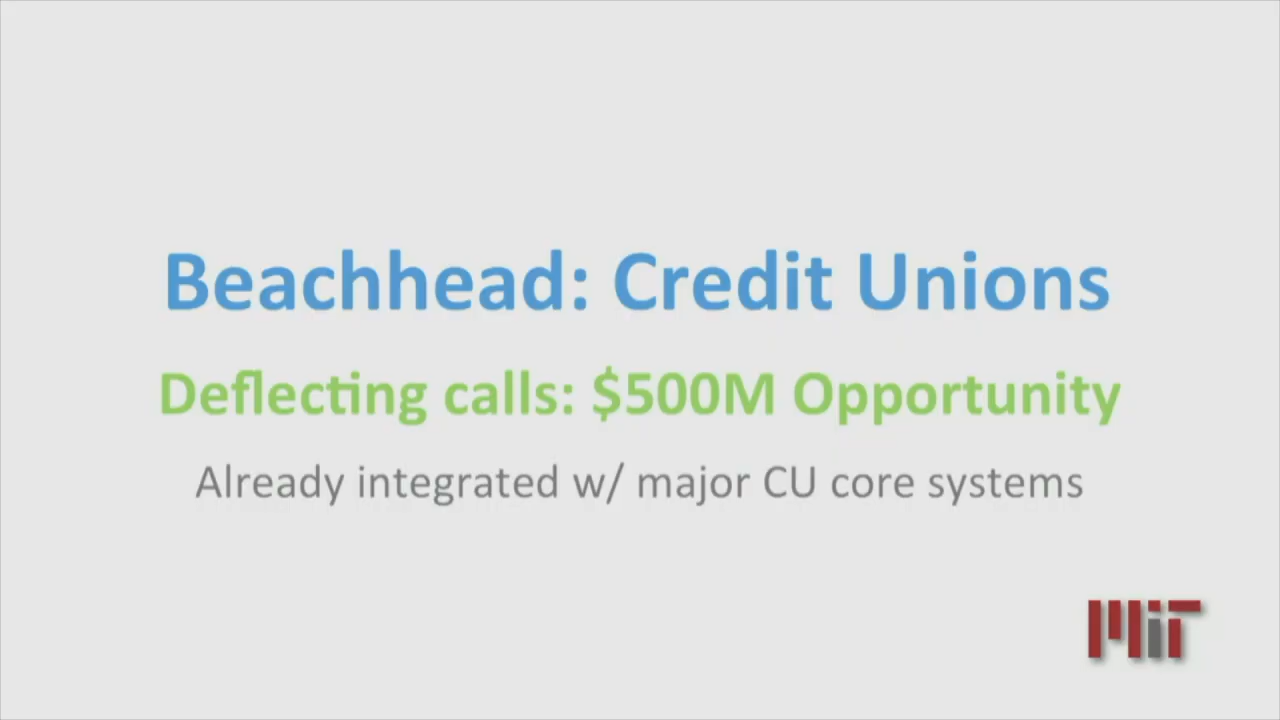 Beachhead: Credit Unions
Deflecting calls: $500M Opportunity
Already integrated w/ major CU core systems
MIT